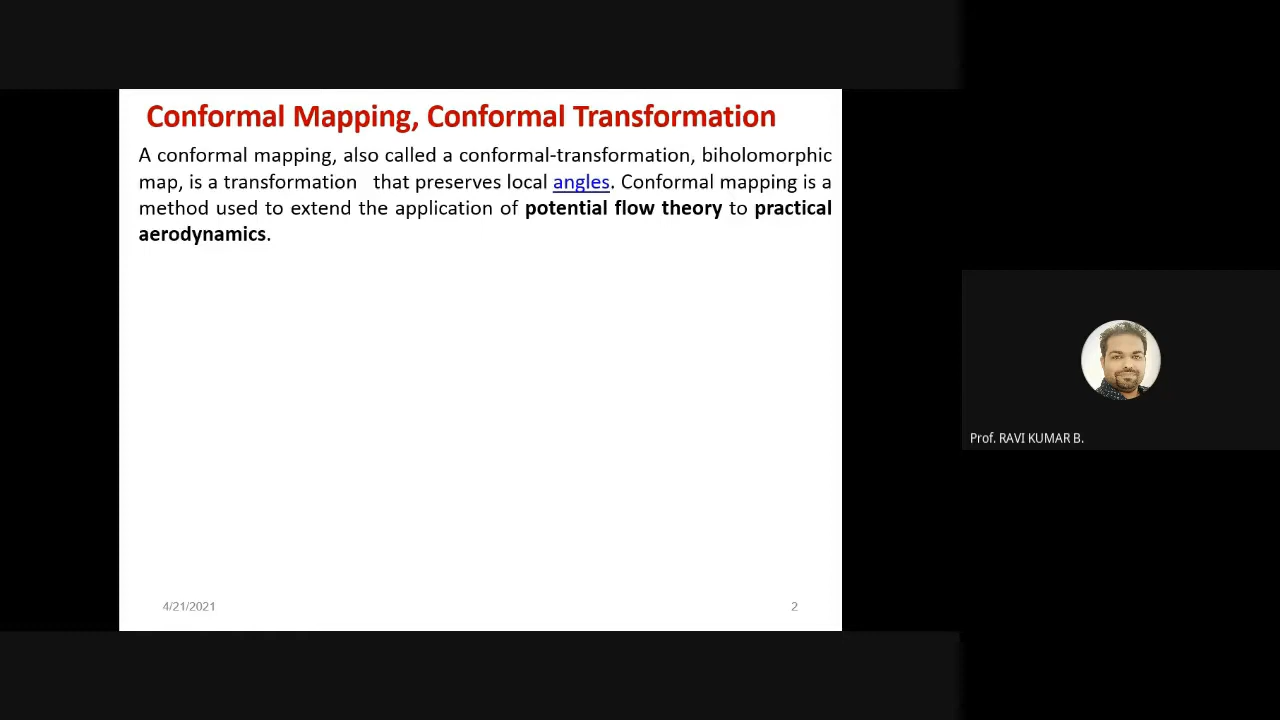 Conformal Mapping, Conformal Transformation
A conformal mapping, also called a conformal-transformation, biholomorphic
map, is a transformation that preserves local angles. Conformal mapping is a
method used to extend the application of potential flow theory to practical
aerodynamics.
Prof. RAVI KUMAR B.
4/21/2021
2